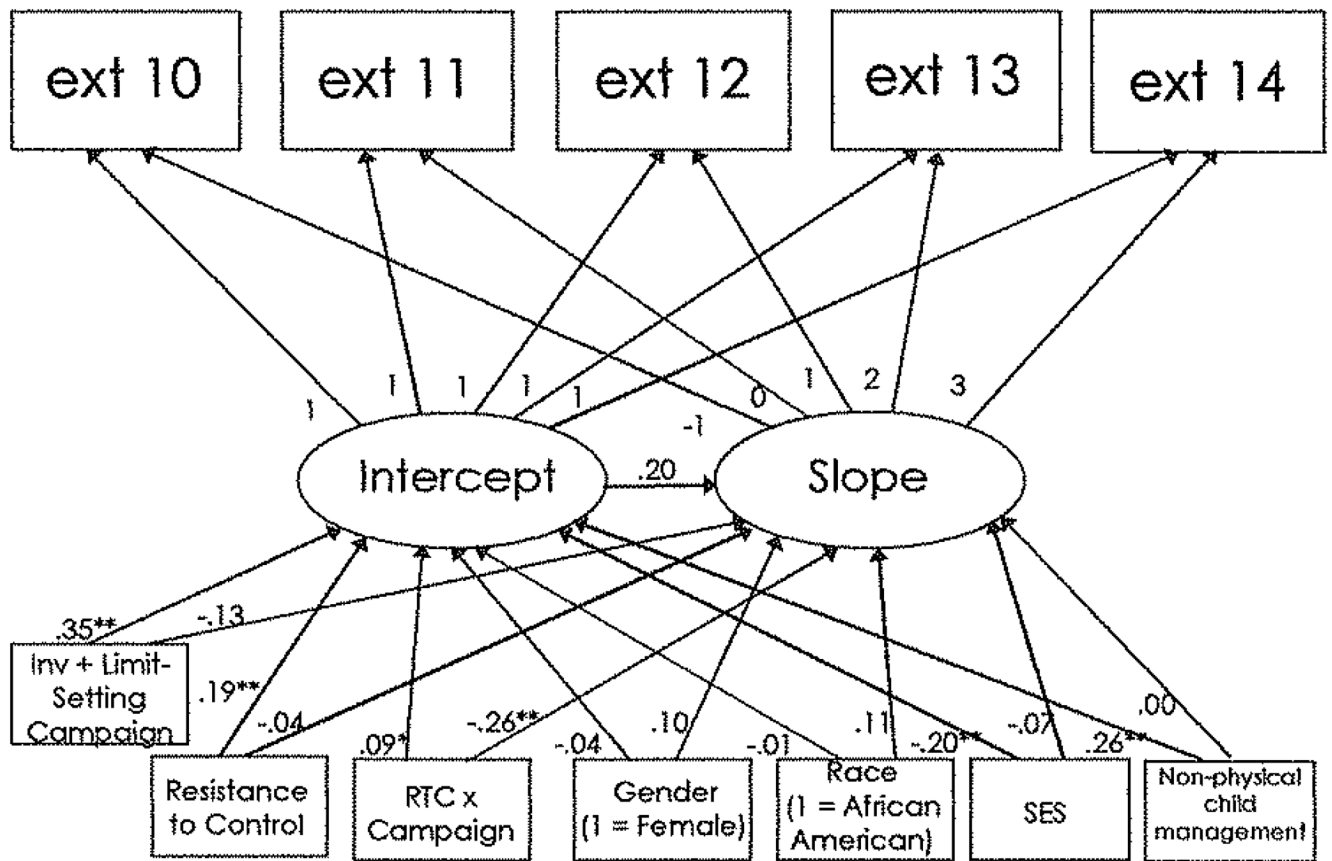 ext 10
ext 11
ext 12
ext 13
ext 14
1
1
1
1
1
-1
0
1
2
3
Intercept
.20
Slope
.35**
-.13
Inv + Limit-
Setting
Campaign
.19**
-.04
.09*
-.26**
-.04
.10
-.01
.11
-.20**
-.07
.26**
.00
Resistance
to Control
RTC x
Campaign
Gender
(1 = Female)
Race
(1 = African
American)
SES
Non-physical
child
management